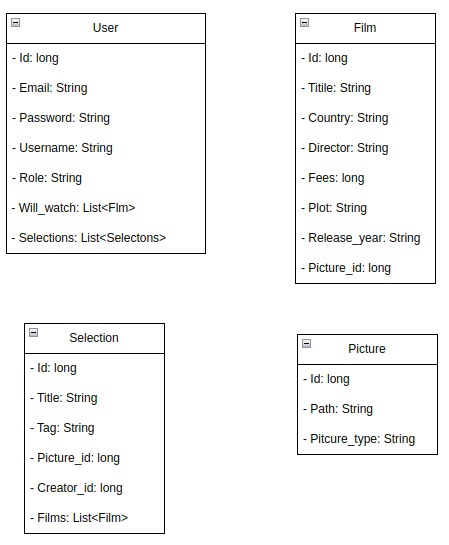 User
- Id: long
- Email: String
- Password: String
- Username: String
- Role: String
- Will_watch: List<Flm>
- Selections: List<Selectons>
Film
- Id: long
- Titile: String
- Country: String
- Director: String
- Fees: long
- Plot: String
- Release_year: String
- Picture_id: long
Selection
- Id: long
- Title: String
- Tag: String
- Picture_id: long
- Creator_id: long
- Films: List<Film>
Picture
- Id: long
- Path: String
- Pitcure_type: String